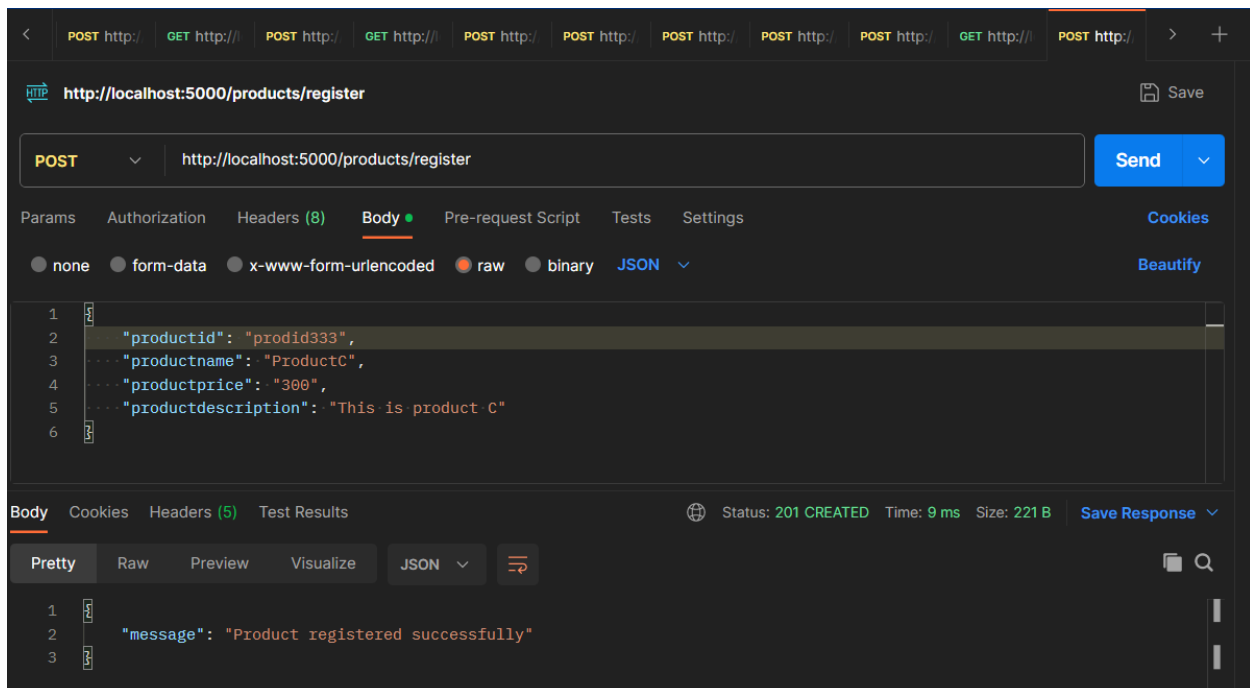 POST http:/ GET http://l POST http:/ GET http://l POST http:/ POST http:/ POST http:/ POST http:/ POST http:/ GET http://l POST http:/
HTTP http://localhost:5000/products/register Save
POST http://localhost:5000/products/register Send
Params Authorization Headers (8) Body Pre-request Script Tests Settings Cookies
none form-data x-www-form-urlencoded raw binary JSON Beautify
1 {
2 "productid": "prodid333",
3 "productname": "ProductC",
4 "productprice": "300",
5 "productdescription": "This is product C"
6 }
Body Cookies Headers (5) Test Results Status: 201 CREATED Time: 9 ms Size: 221 B Save Response
Pretty Raw Preview Visualize JSON
1 {
2 "message": "Product registered successfully"
3 }